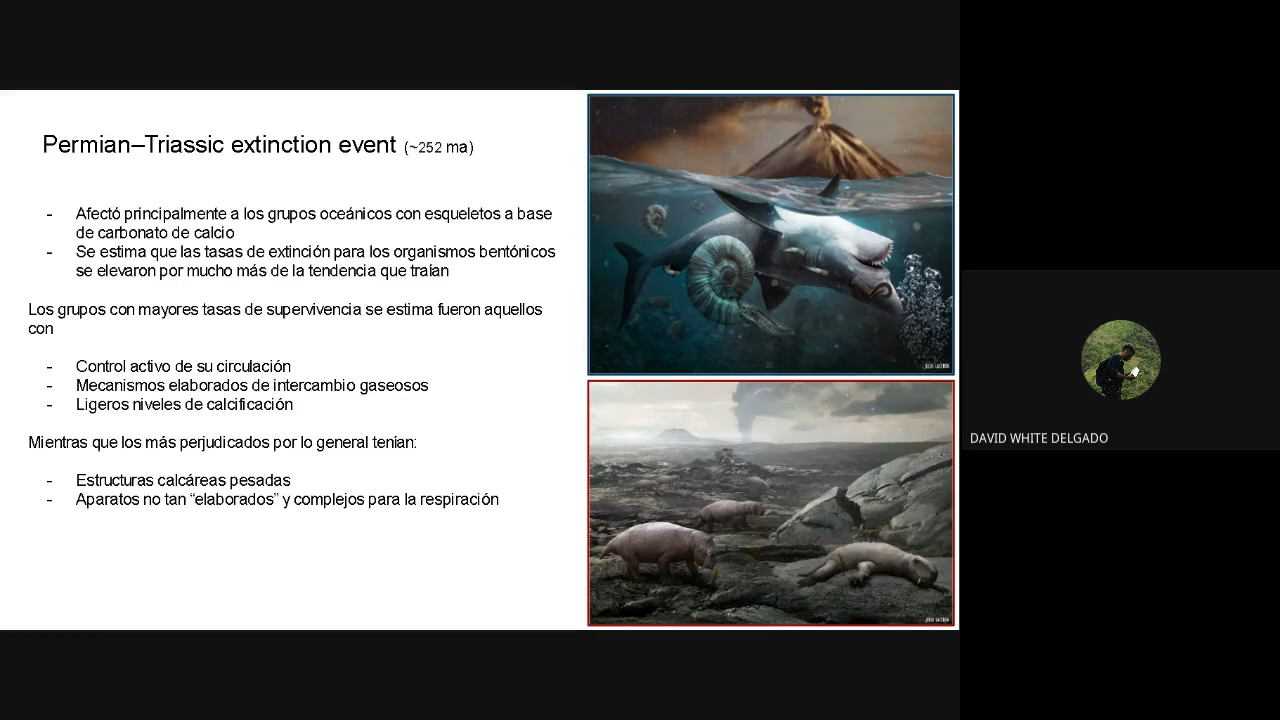 Permian–Triassic extinction event (~252 ma)
- Afectó principalmente a los grupos oceánicos con esqueletos a base
de carbonato de calcio
- Se estima que las tasas de extinción para los organismos bentónicos
se elevaron por mucho más de la tendencia que traían
Los grupos con mayores tasas de supervivencia se estima fueron aquellos
con
- Control activo de su circulación
- Mecanismos elaborados de intercambio gaseosos
- Ligeros niveles de calcificación
Mientras que los más perjudicados por lo general tenían:
- Estructuras calcáreas pesadas
- Aparatos no tan “elaborados” y complejos para la respiración
JULIO LACERDA
JULIO LACERDA
DAVID WHITE DELGADO